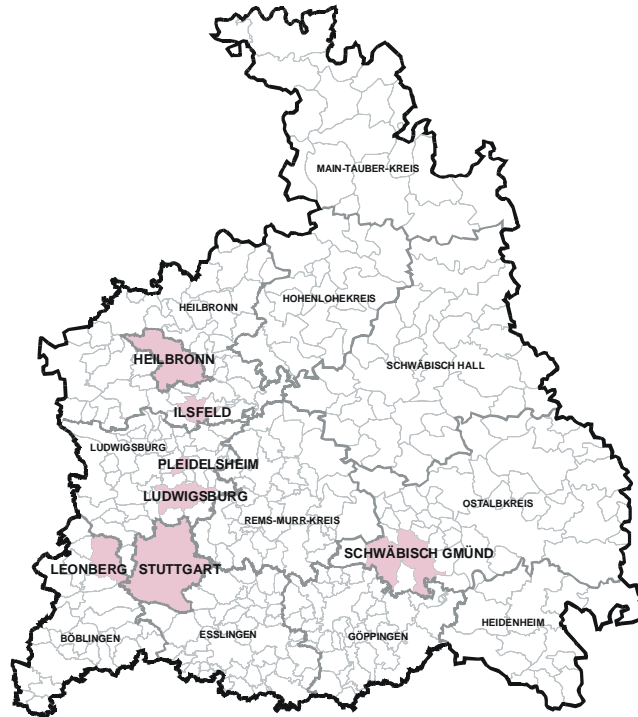 MAIN-TAUBER-KREIS
HEILBRONN
HOHENLOHEKREIS
HEILBRONN
SCHWÄBISCH HALL
ILSFELD
LUDWIGSBURG
PLEIDELSHEIM
LUDWIGSBURG
OSTALBKREIS
REMS-MURR-KREIS
SCHWÄBISCH GMÜND
LEONBERG
STUTTGART
HEIDENHEIM
BÖBLINGEN
ESSLINGEN
GÖPPINGEN